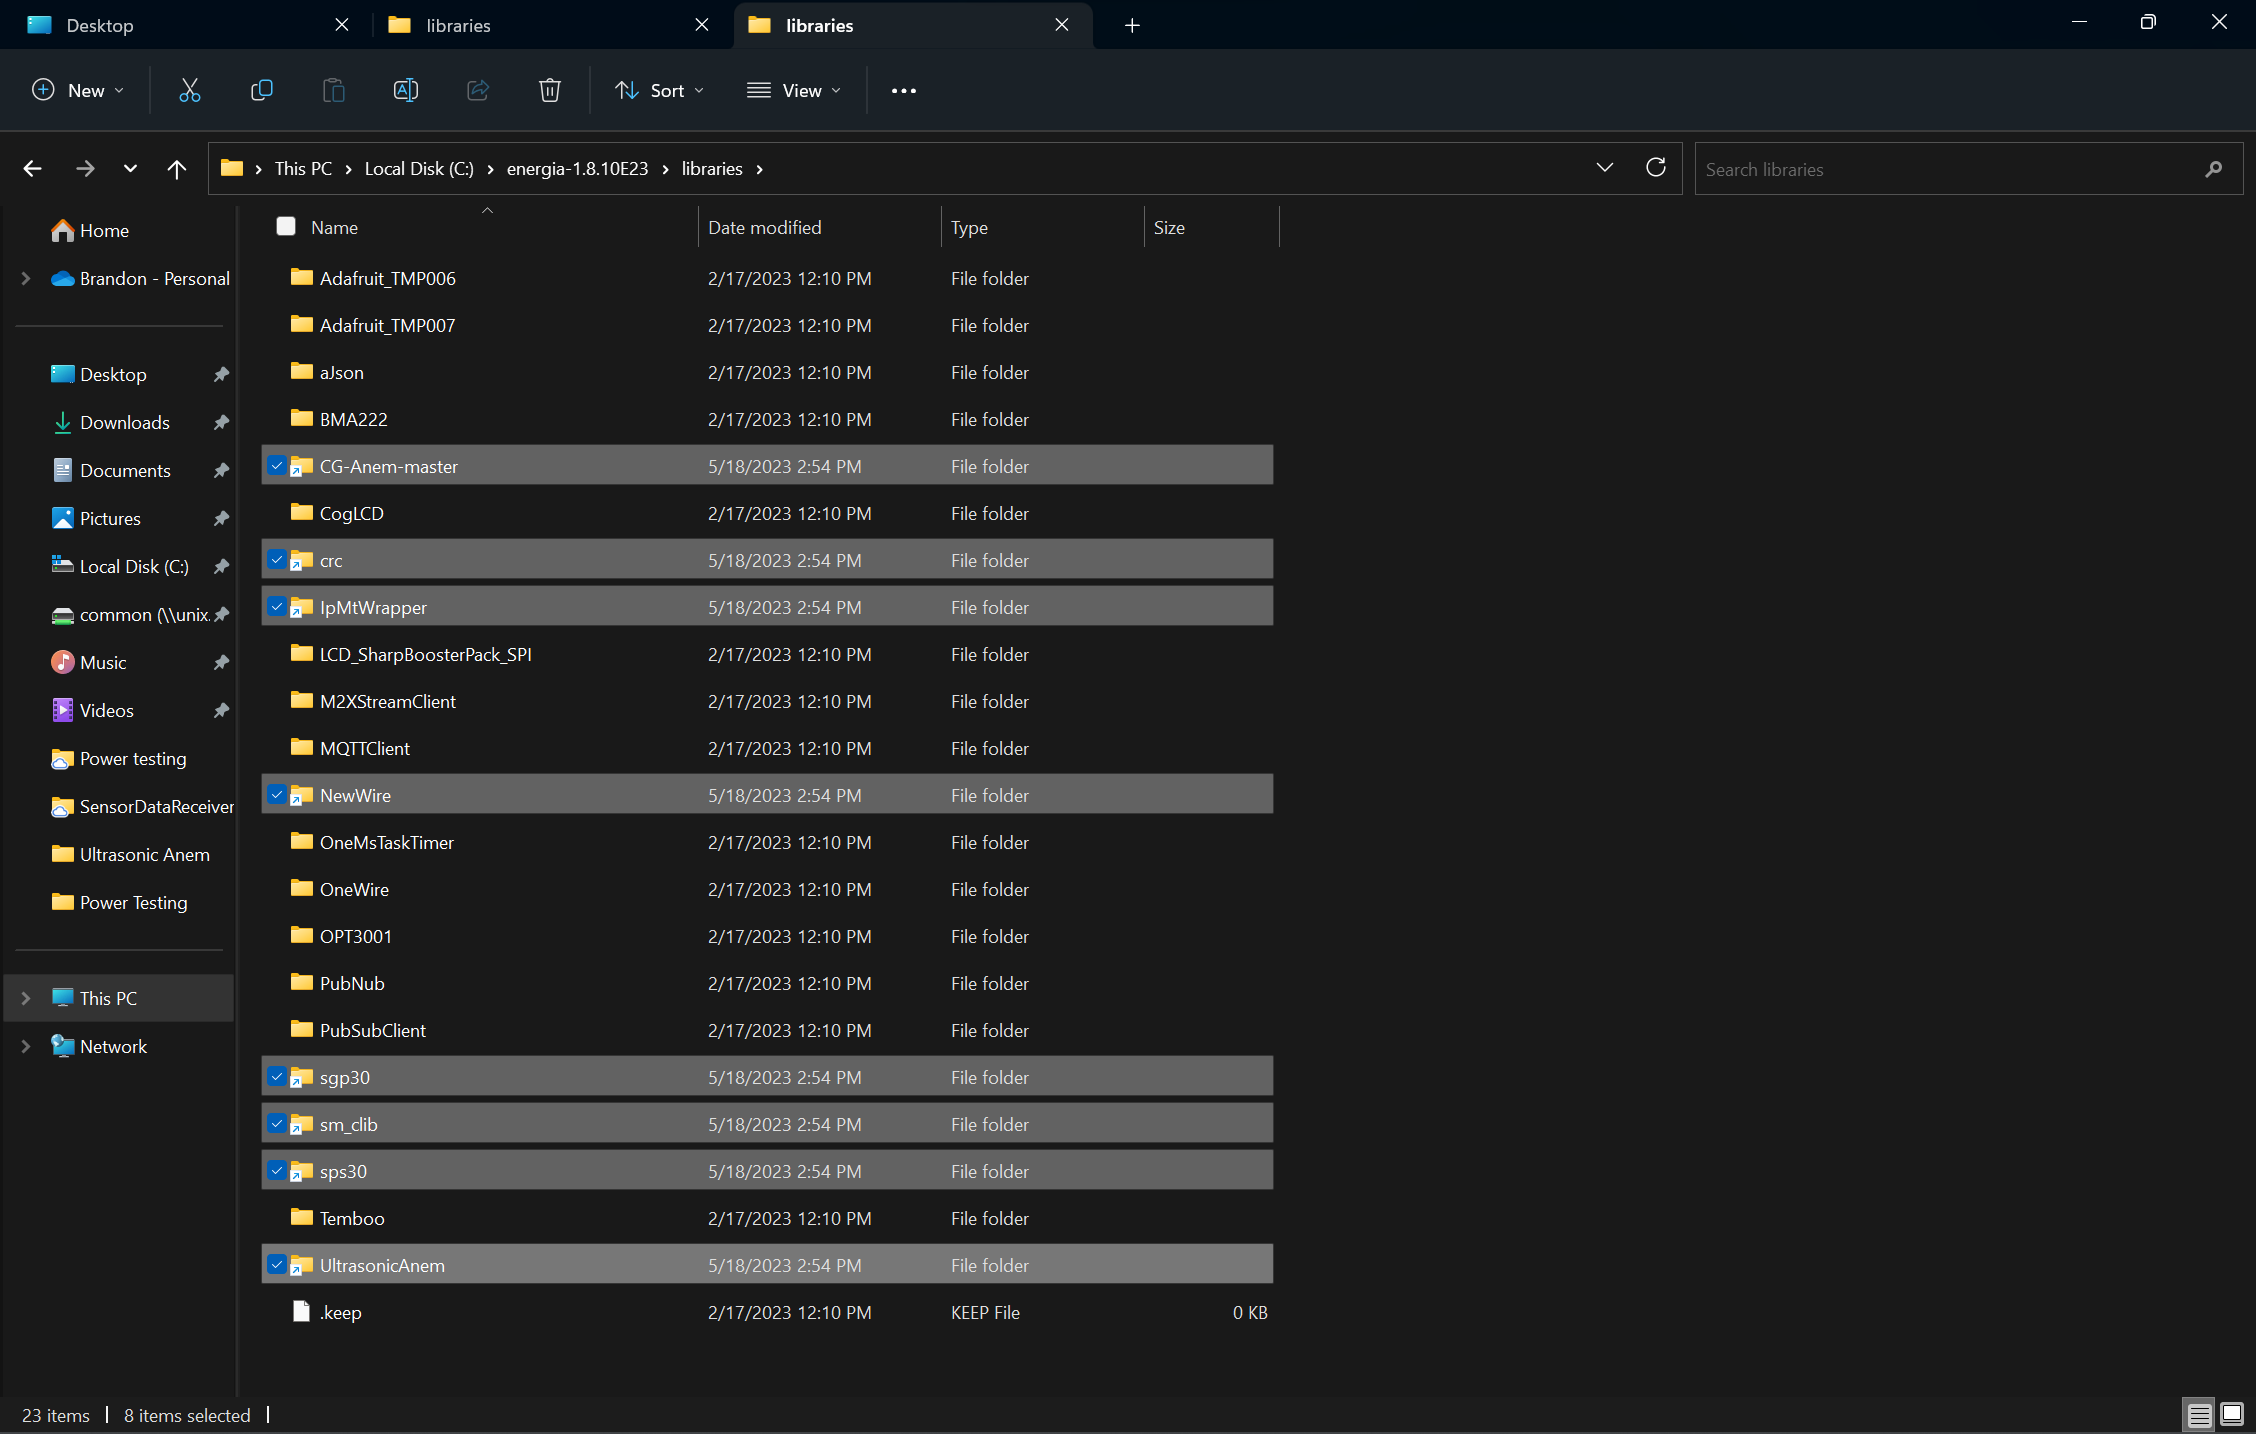 Desktop
libraries
libraries
New
Sort
View
This PC
Local Disk (C:)
energia-1.8.10E23
libraries
Search libraries
Home
Brandon - Personal
Desktop
Downloads
Documents
Pictures
Local Disk (C:)
common (\\unix.
Music
Videos
Power testing
SensorDataReceiver
Ultrasonic Anem
Power Testing
This PC
Network
Name Date modified Type Size
Adafruit_TMP006 2/17/2023 12:10 PM File folder
Adafruit_TMP007 2/17/2023 12:10 PM File folder
aJson 2/17/2023 12:10 PM File folder
BMA222 2/17/2023 12:10 PM File folder
CG-Anem-master 5/18/2023 2:54 PM File folder
CogLCD 2/17/2023 12:10 PM File folder
crc 5/18/2023 2:54 PM File folder
IpMtWrapper 5/18/2023 2:54 PM File folder
LCD_SharpBoosterPack_SPI 2/17/2023 12:10 PM File folder
M2XStreamClient 2/17/2023 12:10 PM File folder
MQTTClient 2/17/2023 12:10 PM File folder
NewWire 5/18/2023 2:54 PM File folder
OneMsTaskTimer 2/17/2023 12:10 PM File folder
OneWire 2/17/2023 12:10 PM File folder
OPT3001 2/17/2023 12:10 PM File folder
PubNub 2/17/2023 12:10 PM File folder
PubSubClient 2/17/2023 12:10 PM File folder
sgp30 5/18/2023 2:54 PM File folder
sm_clib 5/18/2023 2:54 PM File folder
sps30 5/18/2023 2:54 PM File folder
Temboo 2/17/2023 12:10 PM File folder
UltrasonicAnem 5/18/2023 2:54 PM File folder
.keep 2/17/2023 12:10 PM KEEP File 0 KB
23 items
8 items selected